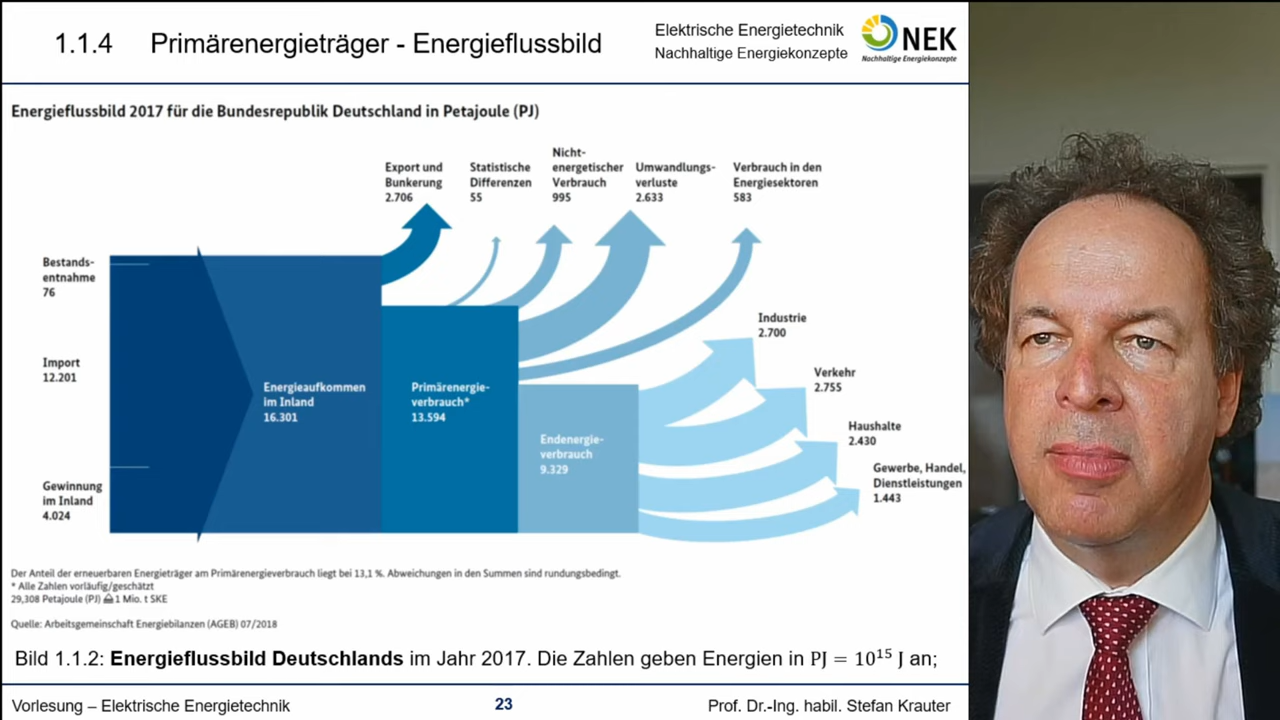 1.1.4 Primärenergieträger - Energieflussbild
Elektrische Energietechnik
Nachhaltige Energiekonzepte
NEK
Nachhaltige Energiekonzepte
Energieflussbild 2017 für die Bundesrepublik Deutschland in Petajoule (PJ)
Export und
Bunkerung
2.706
Statistische
Differenzen
55
Nicht-
energetischer
Verbrauch
995
Umwandlungs-
verluste
2.633
Verbrauch in den
Energiesektoren
583
Bestands-
entnahme
76
Import
12.201
Gewinnung
im Inland
4.024
Energieaufkommen
im Inland
16.301
Primärenergie-
verbrauch*
13.594
Endenergie-
verbrauch
9.329
Industrie
2.700
Verkehr
2.755
Haushalte
2.430
Gewerbe, Handel,
Dienstleistungen
1.443
Der Anteil der erneuerbaren Energieträger am Primärenergieverbrauch liegt bei 13,1 %. Abweichungen in den Summen sind rundungsbedingt.
* Alle Zahlen vorläufig/geschätzt
29,308 Petajoule (PJ) ≙ 1 Mio. t SKE
Quelle: Arbeitsgemeinschaft Energiebilanzen (AGEB) 07/2018
Bild 1.1.2: Energieflussbild Deutschlands im Jahr 2017. Die Zahlen geben Energien in PJ = 10¹⁵ J an;
Vorlesung – Elektrische Energietechnik
23
Prof. Dr.-Ing. habil. Stefan Krauter